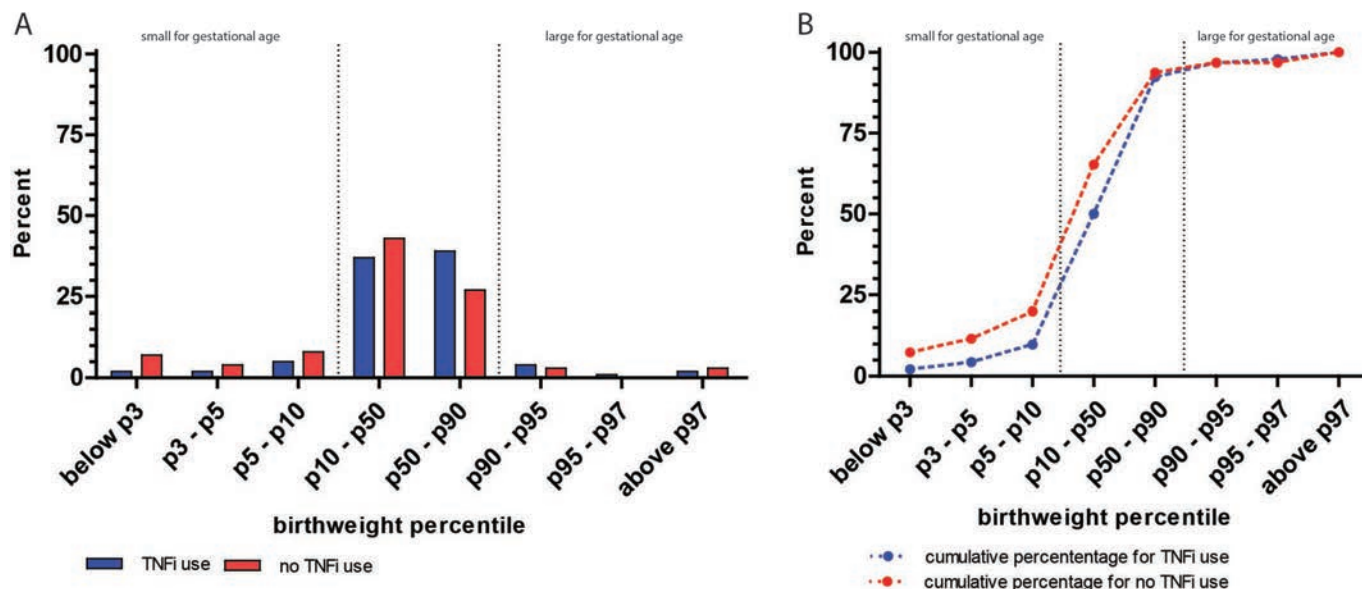 A
small for gestational age
large for gestational age
100
75
50
25
0
Percent
below p3
p3 - p5
p5 - p10
p10 - p50
p50 - p90
p90 - p95
p95 - p97
above p97
birthweight percentile
TNFi use
no TNFi use
B
small for gestational age
large for gestational age
100
75
50
25
0
Percent
below p3
p3 - p5
p5 - p10
p10 - p50
p50 - p90
p90 - p95
p95 - p97
above p97
birthweight percentile
cumulative percententage for TNFi use
cumulative percentage for no TNFi use